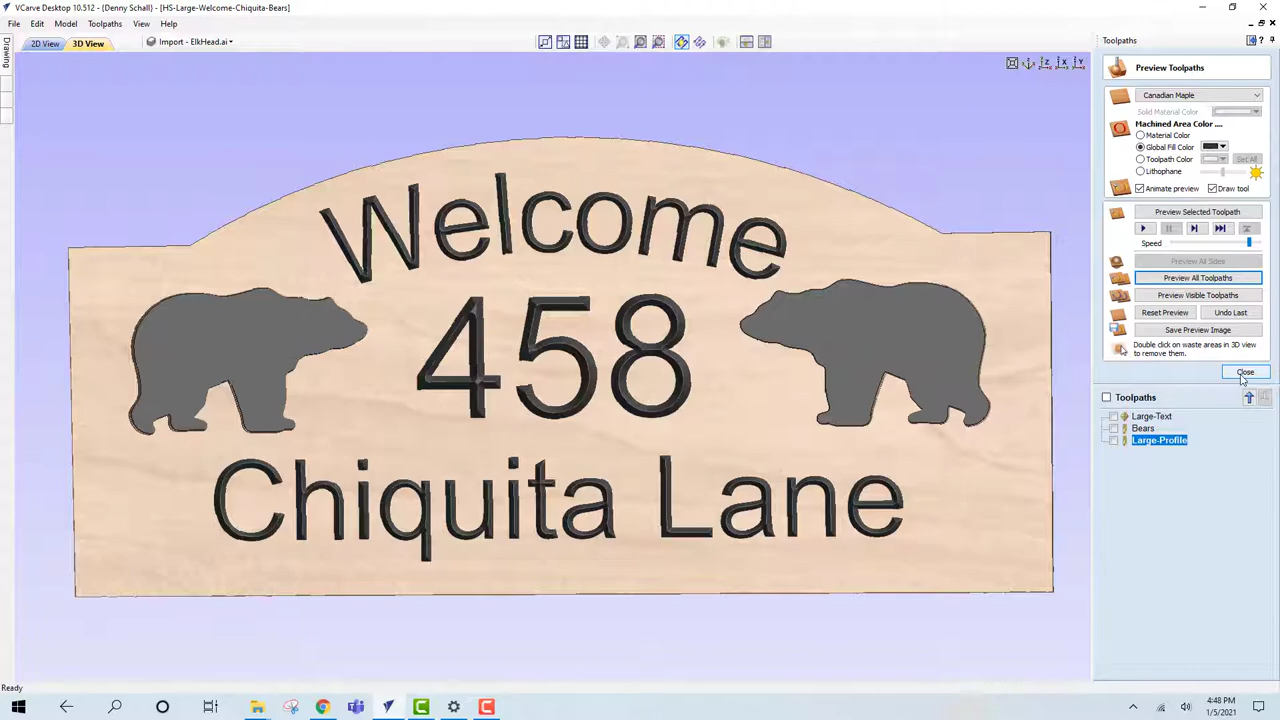 VCarve Desktop 10.512 - (Denny Schall) - [HS-Large-Welcome-Chiquita-Bears]
File Edit Model Toolpaths View Help
2D View 3D View Import - ElkHead.ai
Drawing
Toolpaths
Preview Toolpaths
Canadian Maple
Solid Material Color
Machined Area Color ....
Material Color
Global Fill Color
Toolpath Color Set All
Lithophane
Animate preview Draw tool
Preview Selected Toolpath
Speed
Preview All Sides
Preview All Toolpaths
Preview Visible Toolpaths
Reset Preview Undo Last
Save Preview Image
Double click on waste areas in 3D view
to remove them.
Close
Toolpaths
Large-Text
Bears
Large-Profile
Welcome
458
Chiquita Lane
Ready
4:48 PM
1/5/2021